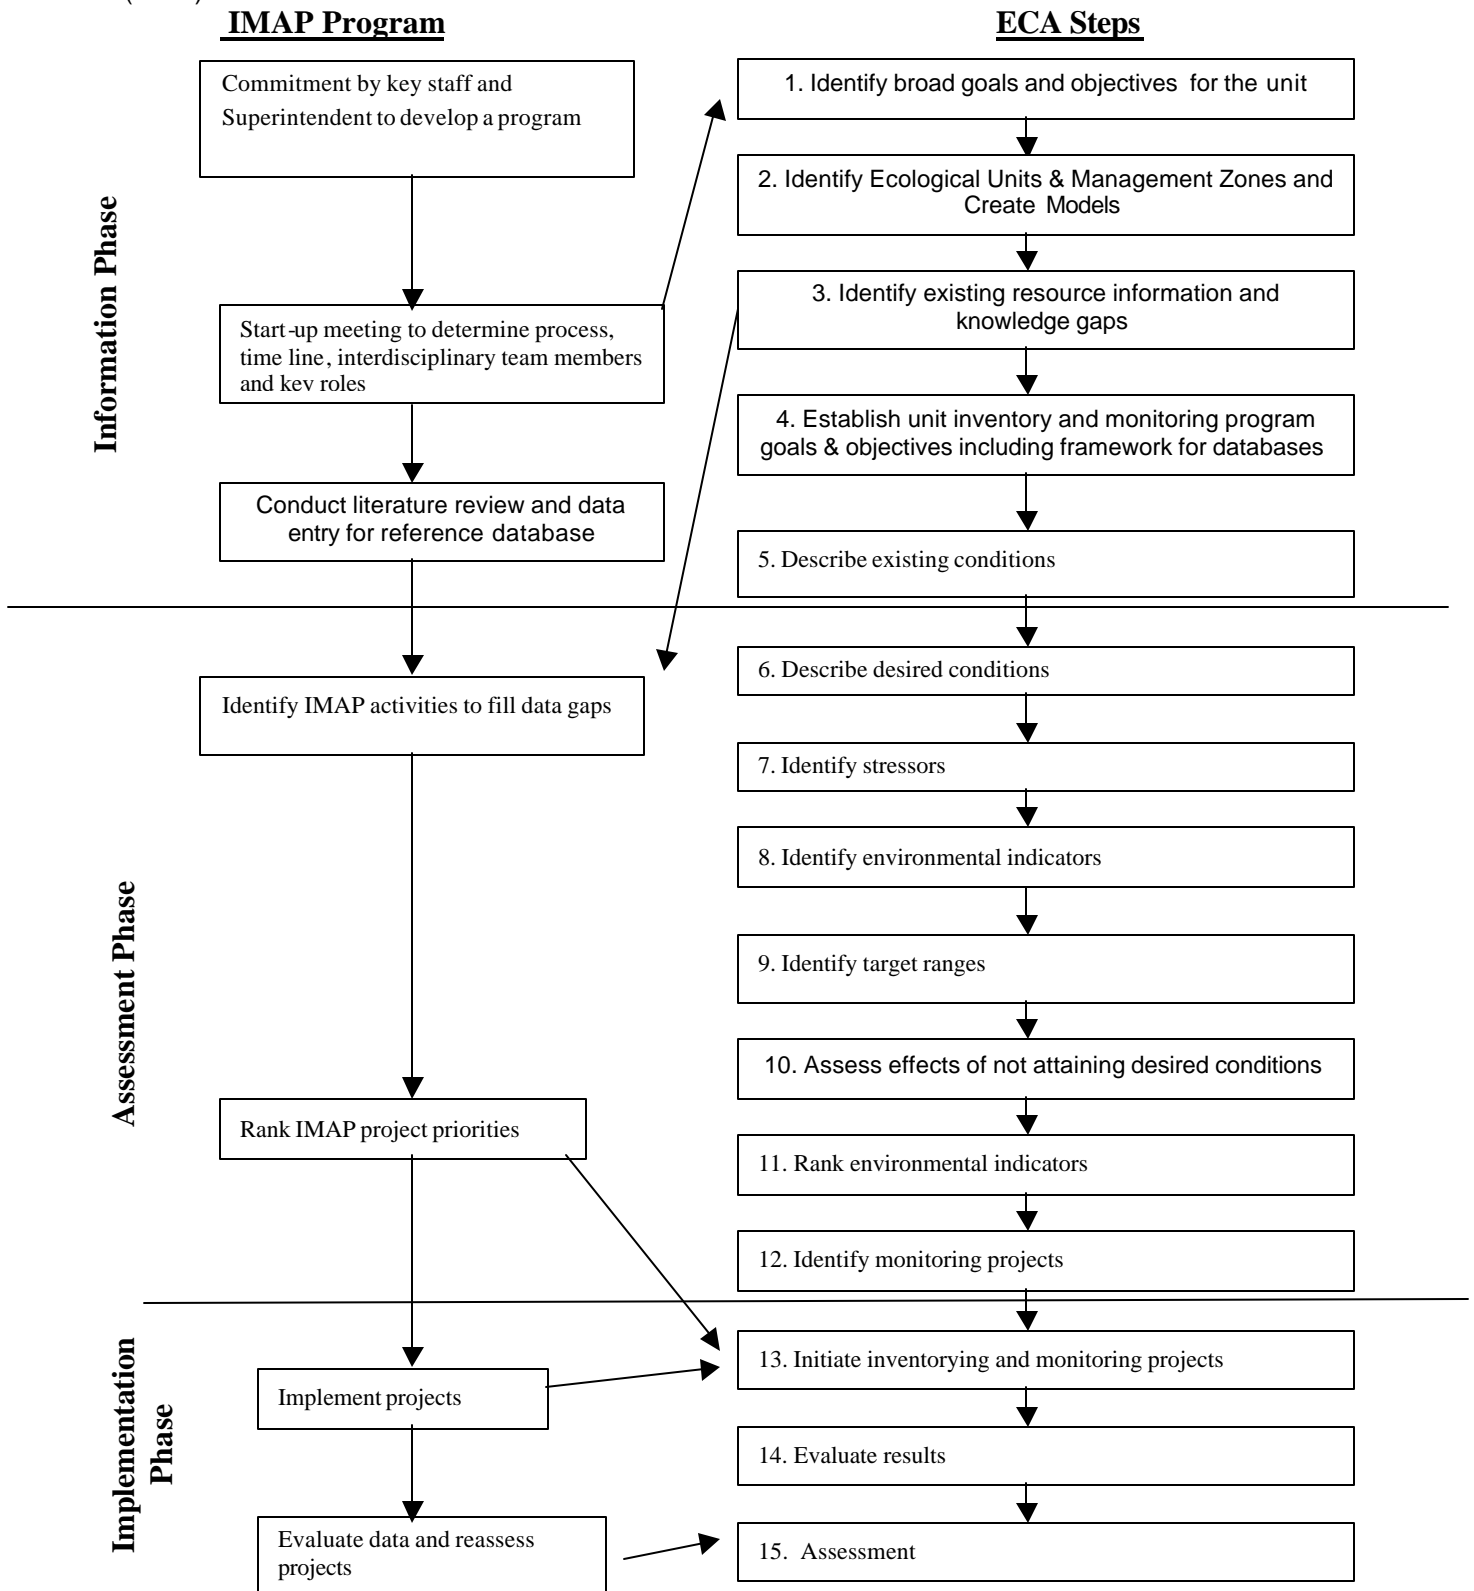 IMAP Program
ECA Steps
Information Phase
Commitment by key staff and
Superintendent to develop a program
Start-up meeting to determine process,
time line, interdisciplinary team members
and key roles
Conduct literature review and data
entry for reference database
1. Identify broad goals and objectives for the unit
2. Identify Ecological Units & Management Zones and
Create Models
3. Identify existing resource information and
knowledge gaps
4. Establish unit inventory and monitoring program
goals & objectives including framework for databases
5. Describe existing conditions
Assessment Phase
Identify IMAP activities to fill data gaps
Rank IMAP project priorities
6. Describe desired conditions
7. Identify stressors
8. Identify environmental indicators
9. Identify target ranges
10. Assess effects of not attaining desired conditions
11. Rank environmental indicators
12. Identify monitoring projects
Implementation
Phase
Implement projects
Evaluate data and reassess
projects
13. Initiate inventorying and monitoring projects
14. Evaluate results
15. Assessment